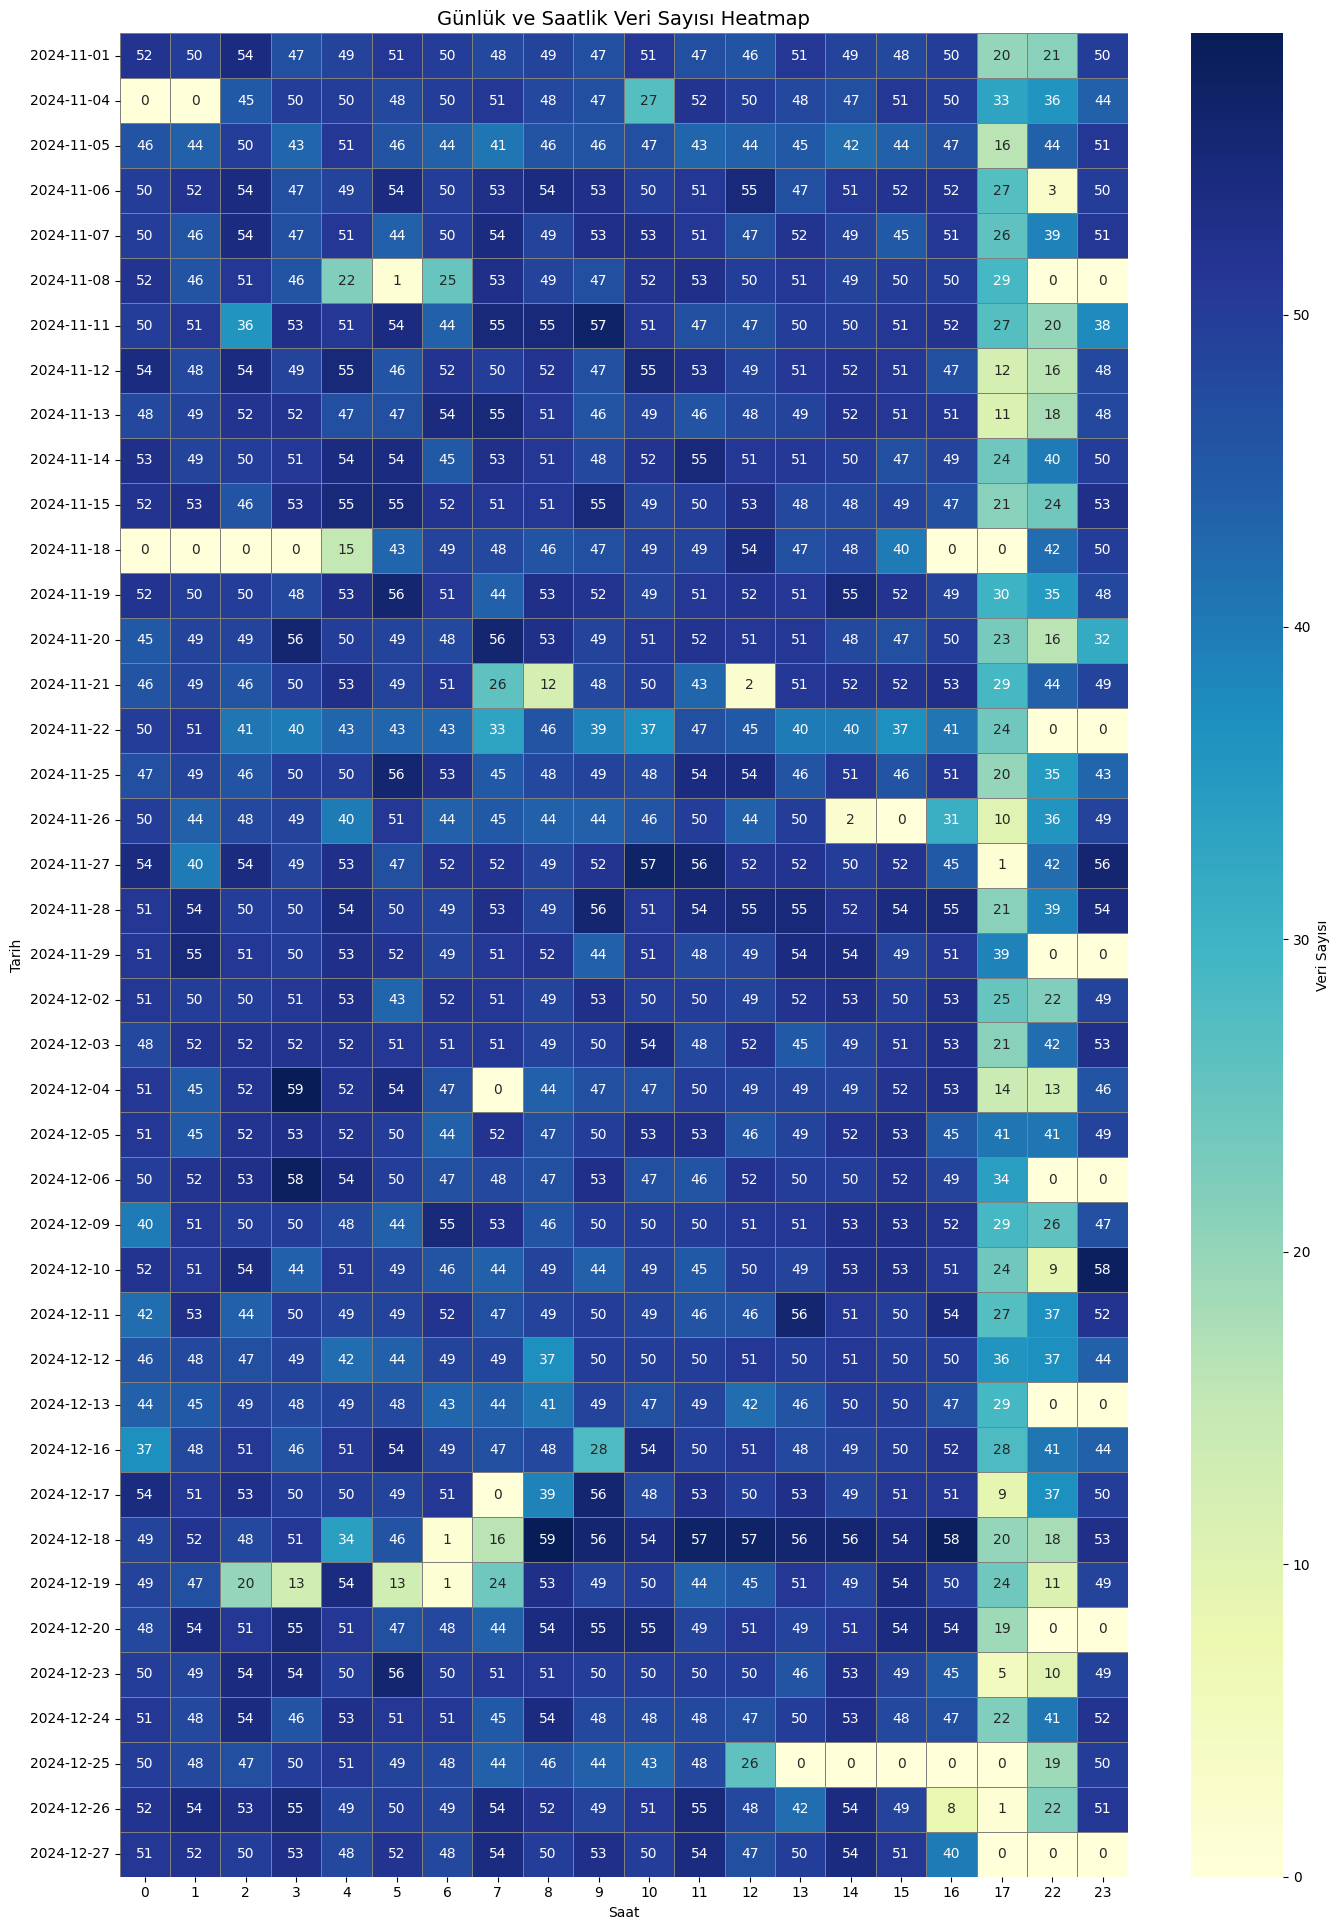 Günlük ve Saatlik Veri Sayısı Heatmap
2024-11-01 52 50 54 47 49 51 50 48 49 47 51 47 46 51 49 48 50 20 21 50
2024-11-04 0 0 45 50 50 48 50 51 48 47 27 52 50 48 47 51 50 33 36 44
2024-11-05 46 44 50 43 51 46 44 41 46 46 47 43 44 45 42 44 47 16 44 51
2024-11-06 50 52 54 47 49 54 50 53 54 53 50 51 55 47 51 52 52 27 3 50
2024-11-07 50 46 54 47 51 44 50 54 49 53 53 51 47 52 49 45 51 26 39 51
2024-11-08 52 46 51 46 22 1 25 53 49 47 52 53 50 51 49 50 50 29 0 0
2024-11-11 50 51 36 53 51 54 44 55 55 57 51 47 47 50 50 51 52 27 20 38
2024-11-12 54 48 54 49 55 46 52 50 52 47 55 53 49 51 52 51 47 12 16 48
2024-11-13 48 49 52 52 47 47 54 55 51 46 49 46 48 49 52 51 51 11 18 48
2024-11-14 53 49 50 51 54 54 45 53 51 48 52 55 51 51 50 47 49 24 40 50
2024-11-15 52 53 46 53 55 55 52 51 51 55 49 50 53 48 48 49 47 21 24 53
2024-11-18 0 0 0 0 15 43 49 48 46 47 49 49 54 47 48 40 0 0 42 50
2024-11-19 52 50 50 48 53 56 51 44 53 52 49 51 52 51 55 52 49 30 35 48
2024-11-20 45 49 49 56 50 49 48 56 53 49 51 52 51 51 48 47 50 23 16 32
2024-11-21 46 49 46 50 53 49 51 26 12 48 50 43 2 51 52 52 53 29 44 49
2024-11-22 50 51 41 40 43 43 43 33 46 39 37 47 45 40 40 37 41 24 0 0
2024-11-25 47 49 46 50 50 56 53 45 48 49 48 54 54 46 51 46 51 20 35 43
2024-11-26 50 44 48 49 40 51 44 45 44 44 46 50 44 50 2 0 31 10 36 49
2024-11-27 54 40 54 49 53 47 52 52 49 52 57 56 52 52 50 52 45 1 42 56
2024-11-28 51 54 50 50 54 50 49 53 49 56 51 54 55 55 52 54 55 21 39 54
2024-11-29 51 55 51 50 53 52 49 51 52 44 51 48 49 54 54 49 51 39 0 0
2024-12-02 51 50 50 51 53 43 52 51 49 53 50 50 49 52 53 50 53 25 22 49
2024-12-03 48 52 52 52 52 51 51 51 49 50 54 48 52 45 49 51 53 21 42 53
2024-12-04 51 45 52 59 52 54 47 0 44 47 47 50 49 49 49 52 53 14 13 46
2024-12-05 51 45 52 53 52 50 44 52 47 50 53 53 46 49 52 53 45 41 41 49
2024-12-06 50 52 53 58 54 50 47 48 47 53 47 46 52 50 50 52 49 34 0 0
2024-12-09 40 51 50 50 48 44 55 53 46 50 50 50 51 51 53 53 52 29 26 47
2024-12-10 52 51 54 44 51 49 46 44 49 44 49 45 50 49 53 53 51 24 9 58
2024-12-11 42 53 44 50 49 49 52 47 49 50 49 46 46 56 51 50 54 27 37 52
2024-12-12 46 48 47 49 42 44 49 49 37 50 50 50 51 50 51 50 50 36 37 44
2024-12-13 44 45 49 48 49 48 43 44 41 49 47 49 42 46 50 50 47 29 0 0
2024-12-16 37 48 51 46 51 54 49 47 48 28 54 50 51 48 49 50 52 28 41 44
2024-12-17 54 51 53 50 50 49 51 0 39 56 48 53 50 53 49 51 51 9 37 50
2024-12-18 49 52 48 51 34 46 1 16 59 56 54 57 57 56 56 54 58 20 18 53
2024-12-19 49 47 20 13 54 13 1 24 53 49 50 44 45 51 49 54 50 24 11 49
2024-12-20 48 54 51 55 51 47 48 44 54 55 55 49 51 49 51 54 54 19 0 0
2024-12-23 50 49 54 54 50 56 50 51 51 50 50 50 50 46 53 49 45 5 10 49
2024-12-24 51 48 54 46 53 51 51 45 54 48 48 48 47 50 53 48 47 22 41 52
2024-12-25 50 48 47 50 51 49 48 44 46 44 43 48 26 0 0 0 0 0 19 50
2024-12-26 52 54 53 55 49 50 49 54 52 49 51 55 48 42 54 49 8 1 22 51
2024-12-27 51 52 50 53 48 52 48 54 50 53 50 54 47 50 54 51 40 0 0 0
0 1 2 3 4 5 6 7 8 9 10 11 12 13 14 15 16 17 22 23
Saat
Tarih
50
40
30
20
10
0
Veri Sayısı